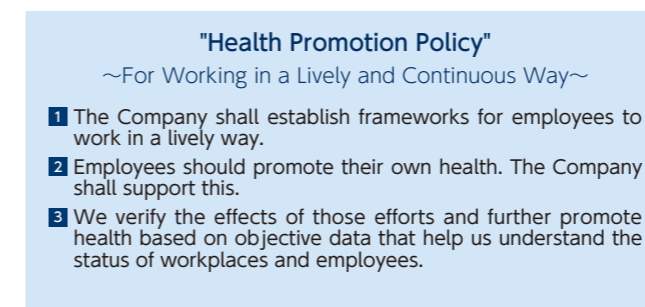 "Health Promotion Policy"
～For Working in a Lively and Continuous Way～
1 The Company shall establish frameworks for employees to
work in a lively way.
2 Employees should promote their own health. The Company
shall support this.
3 We verify the effects of those efforts and further promote
health based on objective data that help us understand the
status of workplaces and employees.